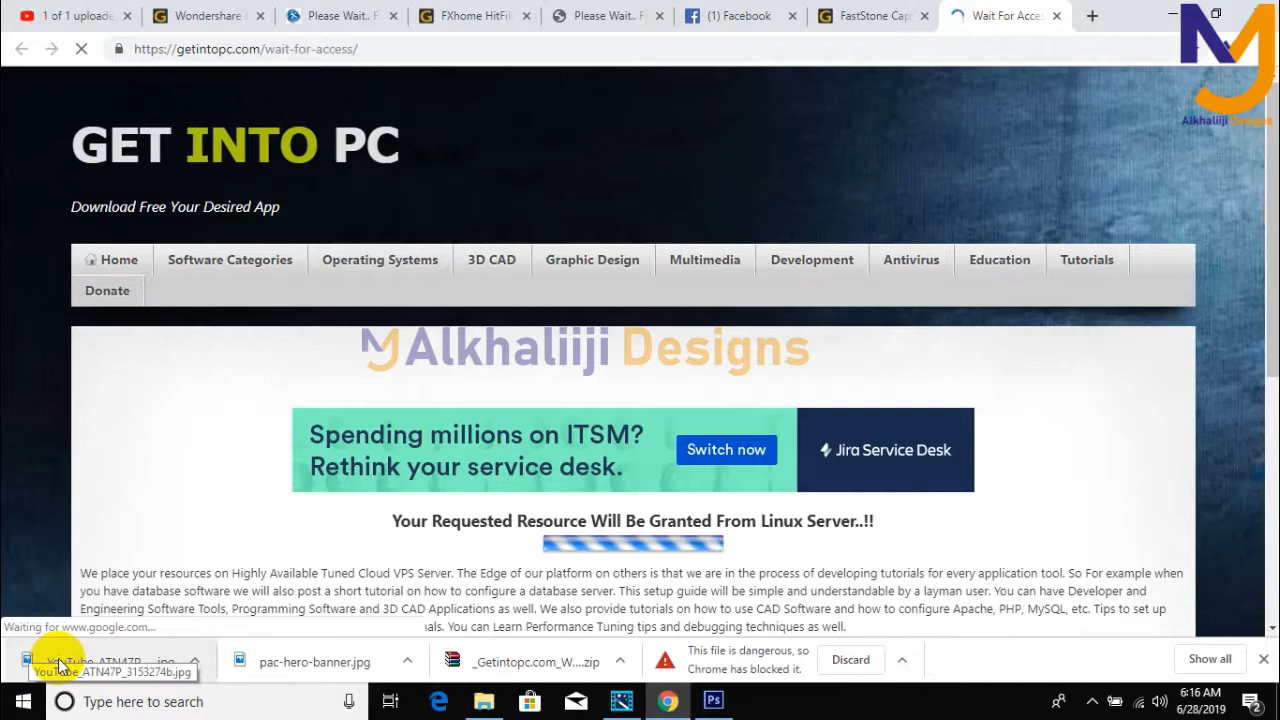 1 of 1 uploade
Wondershare
Please Wait.. F
FXhome HitFil
Please Wait.. F
(1) Facebook
FastStone Cap
Wait For Acces
https://getintopc.com/wait-for-access/
Alkhaliiji Designs
GET INTO PC
Download Free Your Desired App
Home
Software Categories
Operating Systems
3D CAD
Graphic Design
Multimedia
Development
Antivirus
Education
Tutorials
Donate
Alkhaliiji Designs
Spending millions on ITSM?
Rethink your service desk.
Switch now
Jira Service Desk
Your Requested Resource Will Be Granted From Linux Server..!!
We place your resources on Highly Available Tuned Cloud VPS Server. The Edge of our platform on others is that we are in the process of developing tutorials for every application tool. So For example when
you have database software we will also post a short tutorial on how to configure a database server. This setup guide will be simple and understandable by a layman user. You can have Developer and
Engineering Software Tools, Programming Software and 3D CAD Applications as well. We also provide tutorials on how to use CAD Software and how to configure Apache, PHP, MySQL, etc. Tips to set up
als. You can Learn Performance Tuning tips and debugging techniques as well.
Waiting for www.google.com...
YouTube_ATN47P_....jpg
YouTube_ATN47P_3153274b.jpg
pac-hero-banner.jpg
_Getintopc.com_W....zip
This file is dangerous, so
Chrome has blocked it.
Discard
Show all
Type here to search
6:16 AM
6/28/2019
2